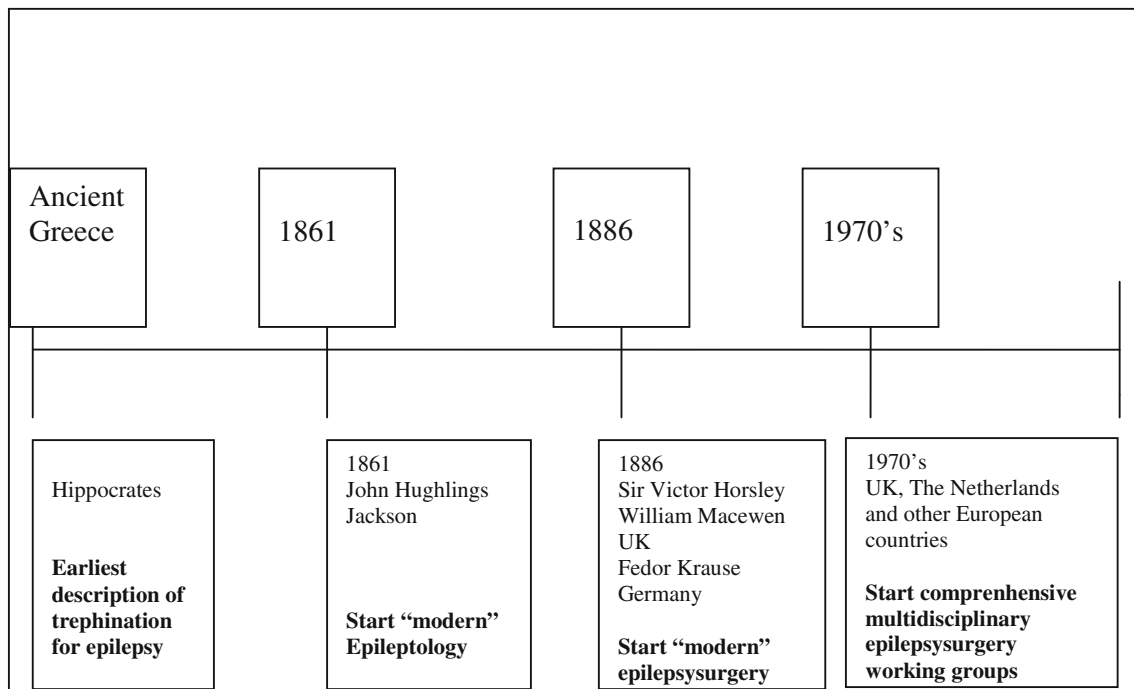 Ancient
Greece
1861
1886
1970’s
Hippocrates
Earliest
description of
trephination
for epilepsy
1861
John Hughlings
Jackson
Start “modern”
Epileptology
1886
Sir Victor Horsley
William Macewen
UK
Fedor Krause
Germany
Start “modern”
epilepsysurgery
1970’s
UK, The Netherlands
and other European
countries
Start comprenhensive
multidisciplinary
epilepsysurgery
working groups